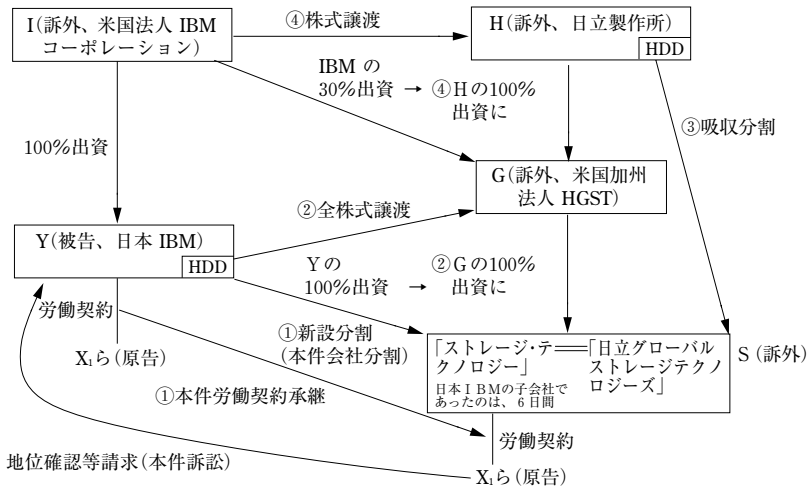 I(訴外、米国法人 IBM
コーポレーション)
④株式譲渡
H(訴外、日立製作所)
HDD
IBM の
30%出資 → ④Hの100%
出資に
③吸収分割
100%出資
G(訴外、米国加州
法人 HGST)
②全株式譲渡
Y(被告、日本 IBM)
HDD
Yの
100%出資 → ②Gの100%
出資に
労働契約
①新設分割
(本件会社分割)
X₁ら(原告)
「ストレージ・テ
クノロジー」
日本IBMの子会社で
あったのは、6日間
「日立グローバル
ストレージテクノ
ロジーズ」
S(訴外)
①本件労働契約承継
労働契約
地位確認等請求(本件訴訟)
X₁ら(原告)